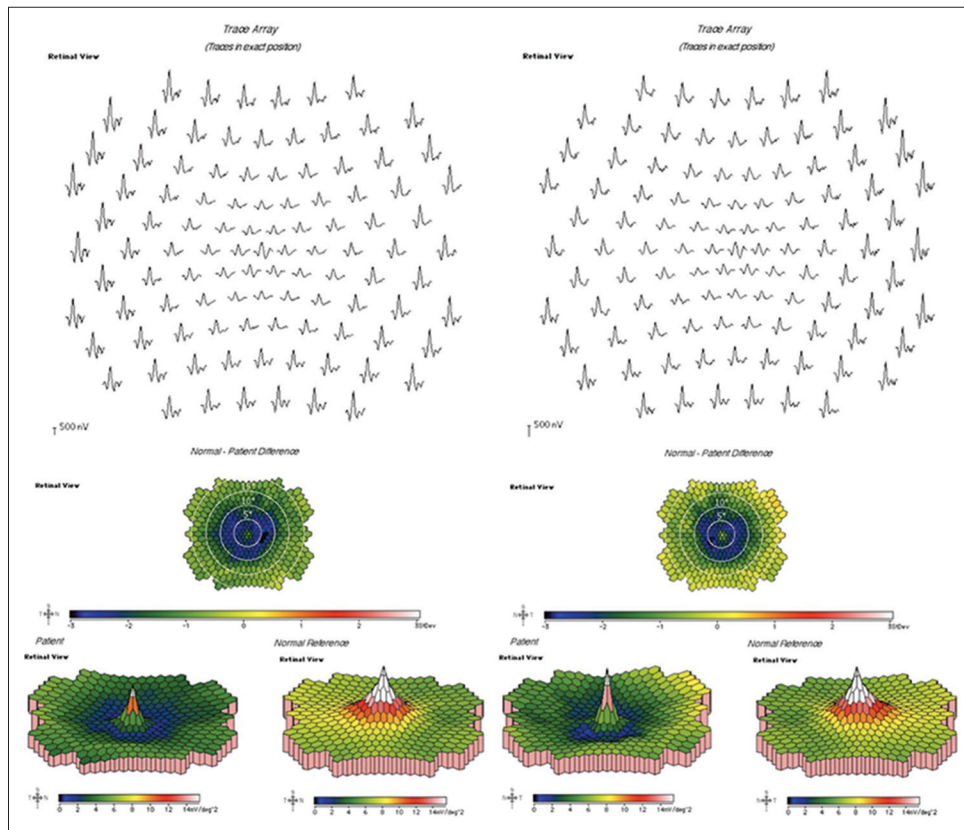 Trace Array
(Traces in exact position)
Retinal View
500 nV
Normal - Patient Difference
Retinal View
10°
5°
S
T N
I
-3 -2 -1 0 1 2 3StDev
Patient
Retinal View
S
T N
I
0 2 4 6 8 10 12 14nV/deg^2
Normal Reference
Retinal View
S
T N
I
0 2 4 6 8 10 12 14nV/deg^2
Trace Array
(Traces in exact position)
Retinal View
500 nV
Normal - Patient Difference
Retinal View
10°
5°
S
N T
I
-3 -2 -1 0 1 2 3StDev
Patient
Retinal View
S
N T
I
0 2 4 6 8 10 12 14nV/deg^2
Normal Reference
Retinal View
S
N T
I
0 2 4 6 8 10 12 14nV/deg^2